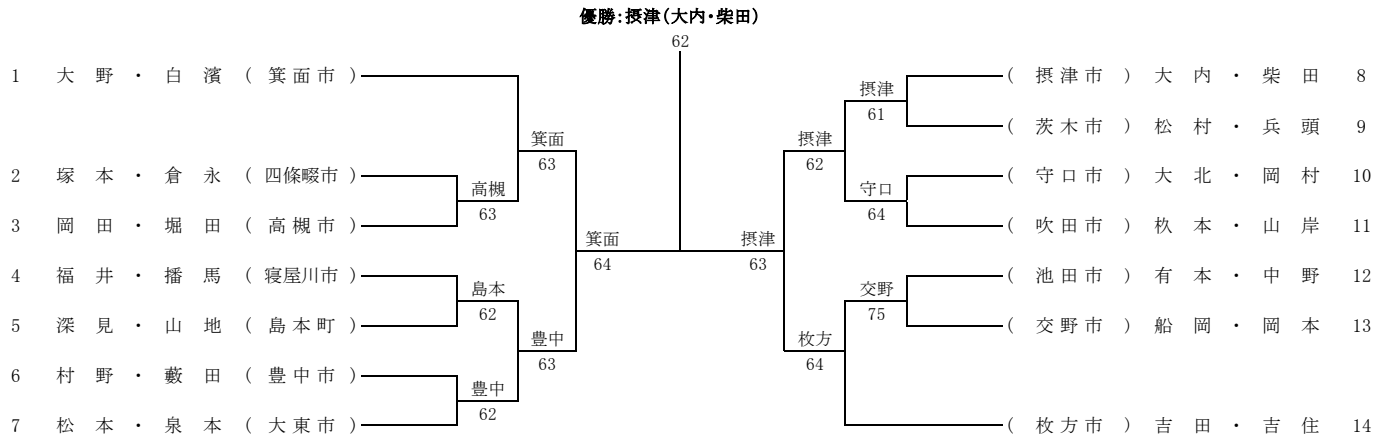 優勝:摂津(大内・柴田)
62
1 大野・白濱(箕面市)
2 塚本・倉永(四條畷市)
3 岡田・堀田(高槻市)
4 福井・播馬(寝屋川市)
5 深見・山地(島本町)
6 村野・藪田(豊中市)
7 松本・泉本(大東市)
高槻
63
島本
62
豊中
62
箕面
63
豊中
63
箕面
64
摂津
63
摂津
62
枚方
64
摂津
61
守口
64
交野
75
(摂津市)大内・柴田 8
(茨木市)松村・兵頭 9
(守口市)大北・岡村 10
(吹田市)杦本・山岸 11
(池田市)有本・中野 12
(交野市)船岡・岡本 13
(枚方市)吉田・吉住 14